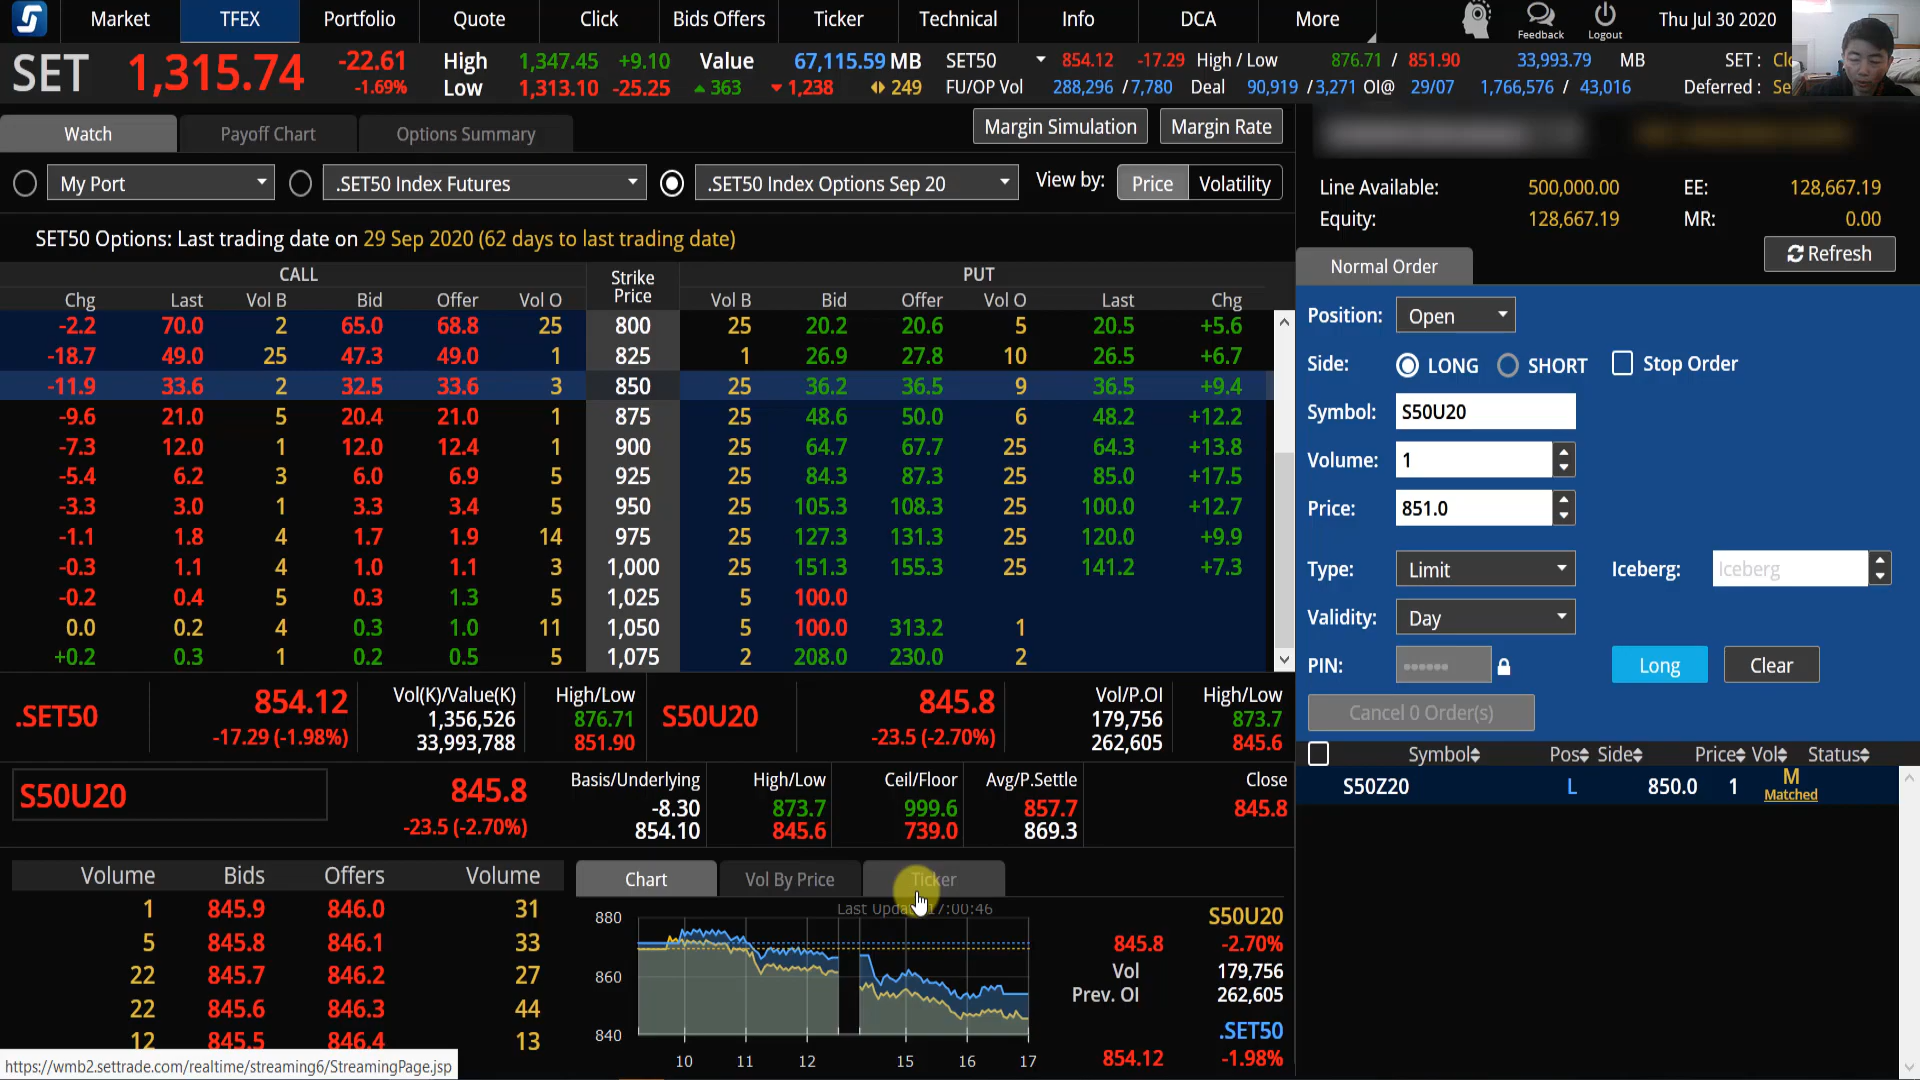 Market TFEX Portfolio Quote Click Bids Offers Ticker Technical Info DCA More Feedback Logout Thu Jul 30 2020
SET 1,315.74 -22.61 -1.69%
High 1,347.45 +9.10 Value 67,115.59 MB
Low 1,313.10 -25.25 363 1,238 249
SET50 854.12 -17.29 High / Low 876.71 / 851.90 33,993.79 MB SET :
FU/OP Vol 288,296 /7,780 Deal 90,919 /3,271 OI@ 29/07 1,766,576 / 43,016 Deferred :
Watch Payoff Chart Options Summary Margin Simulation Margin Rate
My Port .SET50 Index Futures .SET50 Index Options Sep 20 View by: Price Volatility
SET50 Options: Last trading date on 29 Sep 2020 (62 days to last trading date)
CALL Strike Price PUT
Chg Last Vol B Bid Offer Vol O Vol B Bid Offer Vol O Last Chg
-2.2 70.0 2 65.0 68.8 25 800 25 20.2 20.6 5 20.5 +5.6
-18.7 49.0 25 47.3 49.0 1 825 1 26.9 27.8 10 26.5 +6.7
-11.9 33.6 2 32.5 33.6 3 850 25 36.2 36.5 9 36.5 +9.4
-9.6 21.0 5 20.4 21.0 1 875 25 48.6 50.0 6 48.2 +12.2
-7.3 12.0 1 12.0 12.4 1 900 25 64.7 67.7 25 64.3 +13.8
-5.4 6.2 3 6.0 6.9 5 925 25 84.3 87.3 25 85.0 +17.5
-3.3 3.0 1 3.3 3.4 5 950 25 105.3 108.3 25 100.0 +12.7
-1.1 1.8 4 1.7 1.9 14 975 25 127.3 131.3 25 120.0 +9.9
-0.3 1.1 4 1.0 1.1 3 1,000 25 151.3 155.3 25 141.2 +7.3
-0.2 0.4 5 0.3 1.3 5 1,025 5 100.0
0.0 0.2 4 0.3 1.0 11 1,050 5 100.0 313.2 1
+0.2 0.3 1 0.2 0.5 5 1,075 2 208.0 230.0 2
.SET50 854.12 -17.29 (-1.98%)
Vol(K)/Value(K) 1,356,526 33,993,788
High/Low 876.71 851.90
S50U20 845.8 -23.5 (-2.70%)
Vol/P.OI 179,756 262,605
High/Low 873.7 845.6
S50U20 845.8 -23.5 (-2.70%)
Basis/Underlying -8.30 854.10
High/Low 873.7 845.6
Ceil/Floor 999.6 739.0
Avg/P.Settle 857.7 869.3
Close 845.8
Volume Bids Offers Volume
1 845.9 846.0 31
5 845.8 846.1 33
22 845.7 846.2 27
22 845.6 846.3 44
12 845.5 846.4 13
https://wmb2.settrade.com/realtime/streaming6/StreamingPage.jsp
Chart Vol By Price Ticker
Last 17:00:46
880
860
840
10 11 12 15 16 17
S50U20
845.8 -2.70%
Vol 179,756
Prev. OI 262,605
.SET50
854.12 -1.98%
Line Available: 500,000.00 EE: 128,667.19
Equity: 128,667.19 MR: 0.00
Refresh
Normal Order
Position: Open
Side: LONG SHORT Stop Order
Symbol: S50U20
Volume: 1
Price: 851.0
Type: Limit Iceberg: Iceberg
Validity: Day
PIN: Long Clear
Cancel 0 Order(s)
Symbol Pos Side Price Vol Status
S50Z20 L 850.0 1 M
Matched